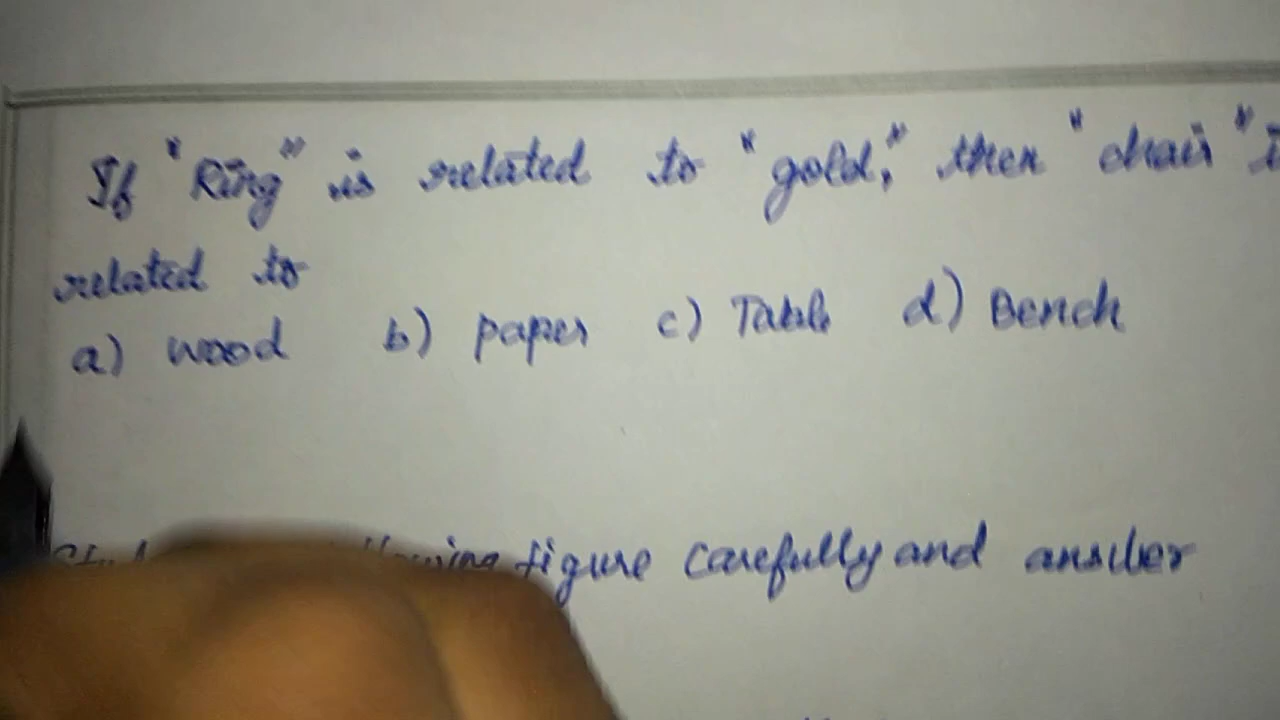 If "Ring" is related to "gold," then "chair" i
related to
a) wood b) paper c) Table d) Bench
figure carefully and answer